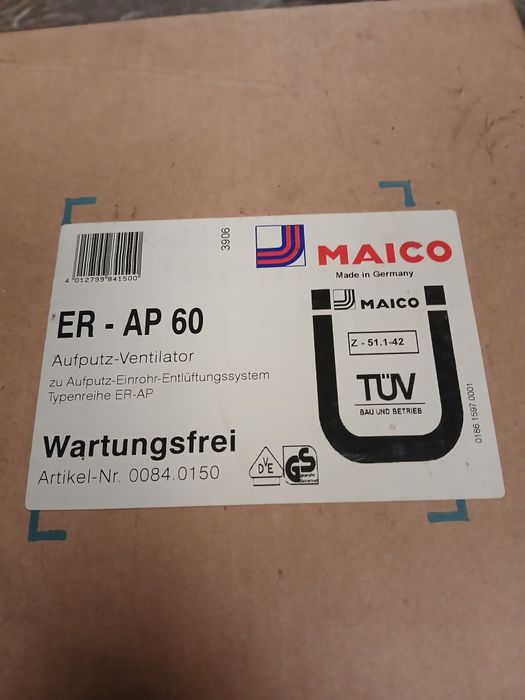 4 012799 841500
3906
MAICO
Made in Germany
ER - AP 60
Aufputz-Ventilator
zu Aufputz-Einrohr-Entlüftungssystem
Typenreihe ER-AP
Wartungsfrei
Artikel-Nr. 0084.0150
MAICO
Z - 51.1-42
TÜV
BAU UND BETRIEB
DVE
GS
0186.1597.0001